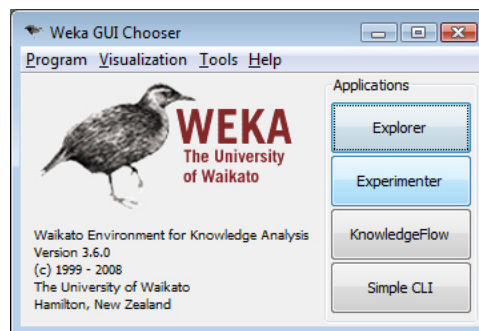 Weka GUI Chooser
Program Visualization Tools Help
WEKA
The University
of Waikato
Waikato Environment for Knowledge Analysis
Version 3.6.0
(c) 1999 - 2008
The University of Waikato
Hamilton, New Zealand
Applications
Explorer
Experimenter
KnowledgeFlow
Simple CLI